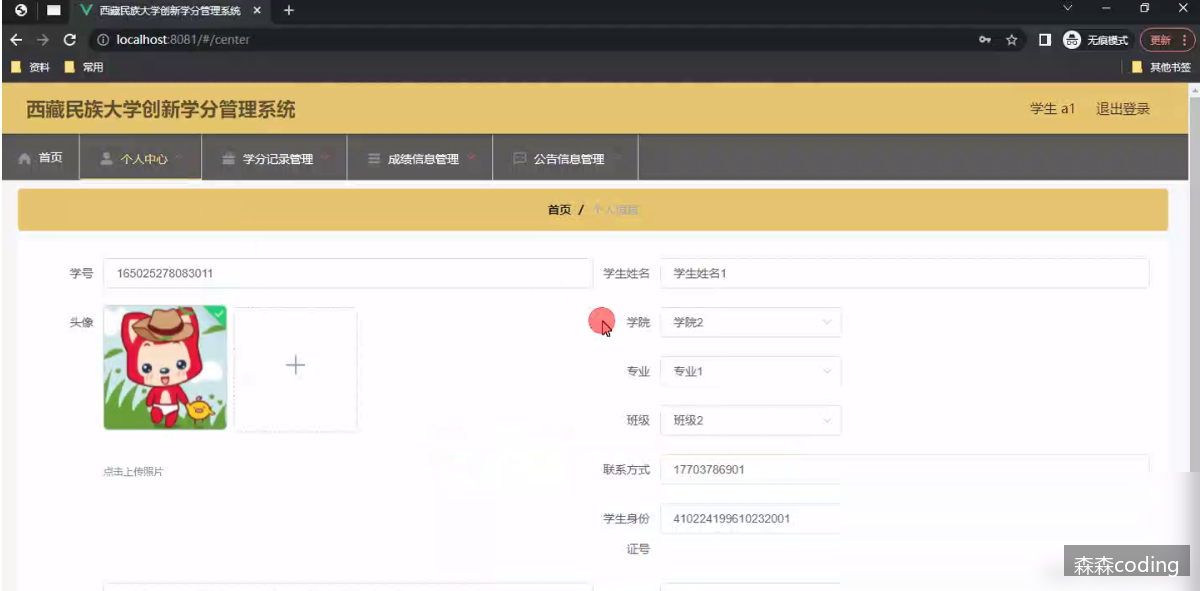 西藏民族大学创新学分管理系统
localhost:8081/#/center
无痕模式
更新
资料
常用
其他书签
西藏民族大学创新学分管理系统
学生 a1
退出登录
首页
个人中心
学分记录管理
成绩信息管理
公告信息管理
首页 /
学号
165025278083011
学生姓名
学生姓名1
头像
学院
学院2
专业
专业1
班级
班级2
点击上传照片
联系方式
17703786901
学生身份
证号
410224199610232001
森森coding